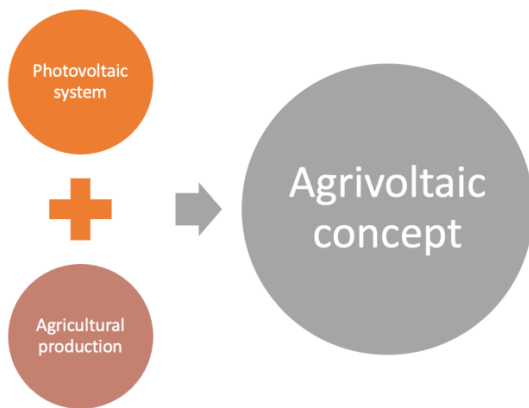 Photovoltaic
system
Agricultural
production
Agrivoltaic
concept